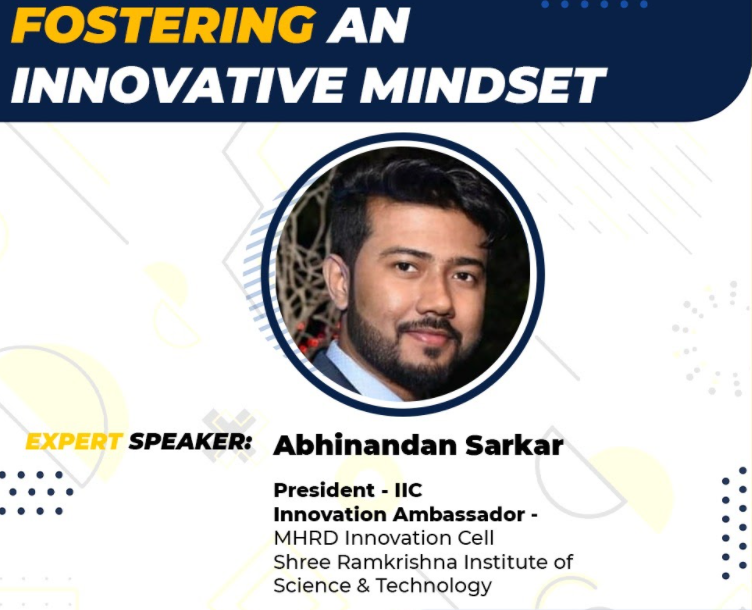 FOSTERING AN
INNOVATIVE MINDSET
EXPERT SPEAKER: Abhinandan Sarkar
President - IIC
Innovation Ambassador -
MHRD Innovation Cell
Shree Ramkrishna Institute of
Science & Technology